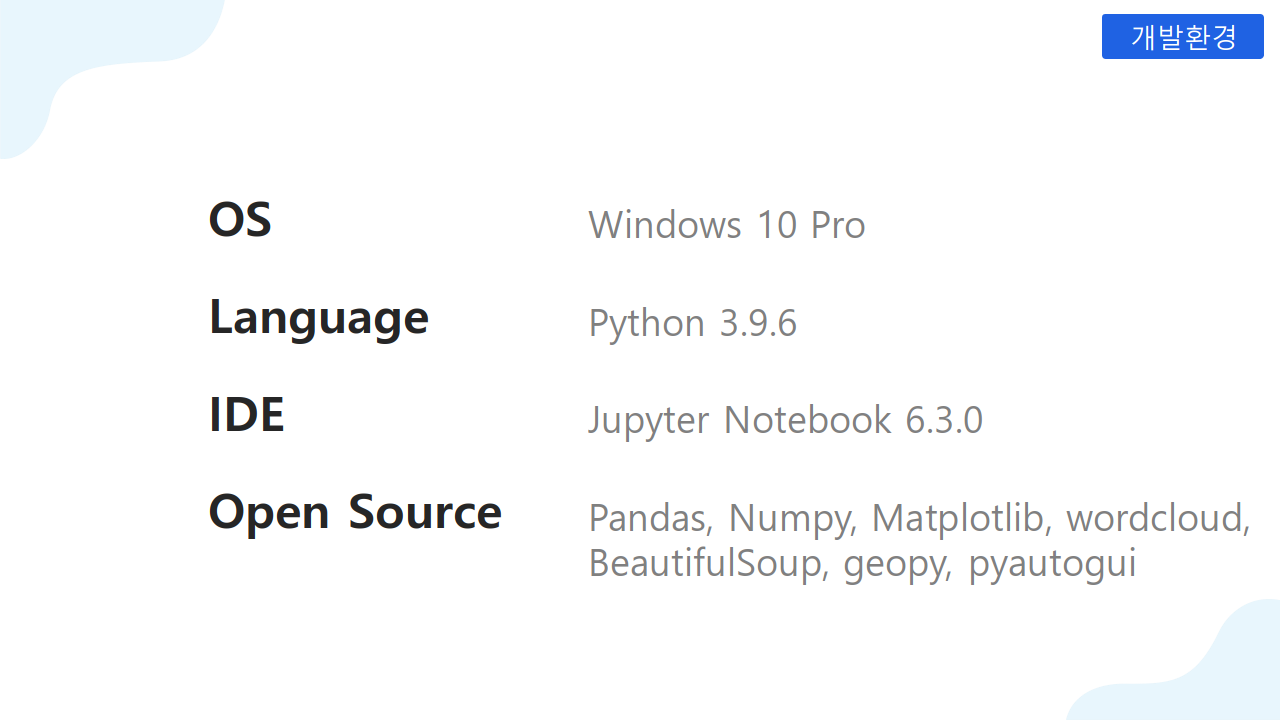 개발환경
OS Windows 10 Pro
Language Python 3.9.6
IDE Jupyter Notebook 6.3.0
Open Source Pandas, Numpy, Matplotlib, wordcloud,
BeautifulSoup, geopy, pyautogui